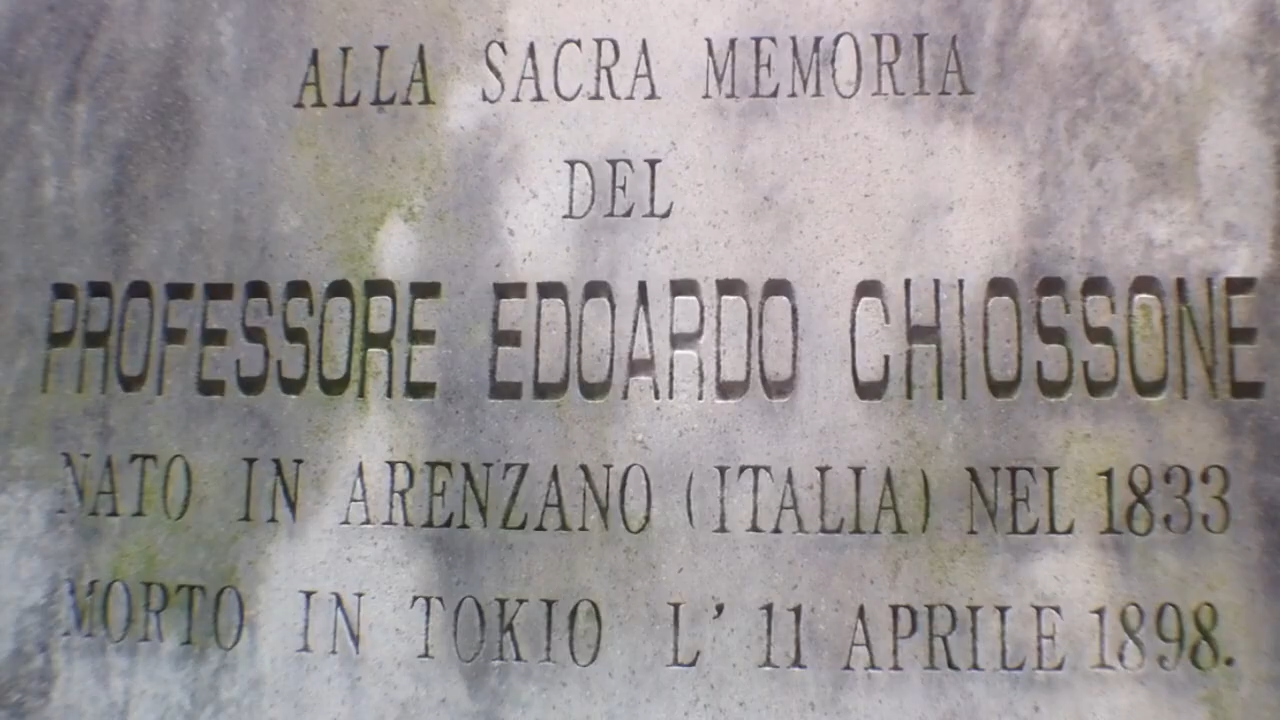 ALLA SACRA MEMORIA
DEL
PROFESSORE EDOARDO CHIOSSONE
NATO IN ARENZANO (ITALIA) NEL 1833
MORTO IN TOKIO L' 11 APRILE 1898.